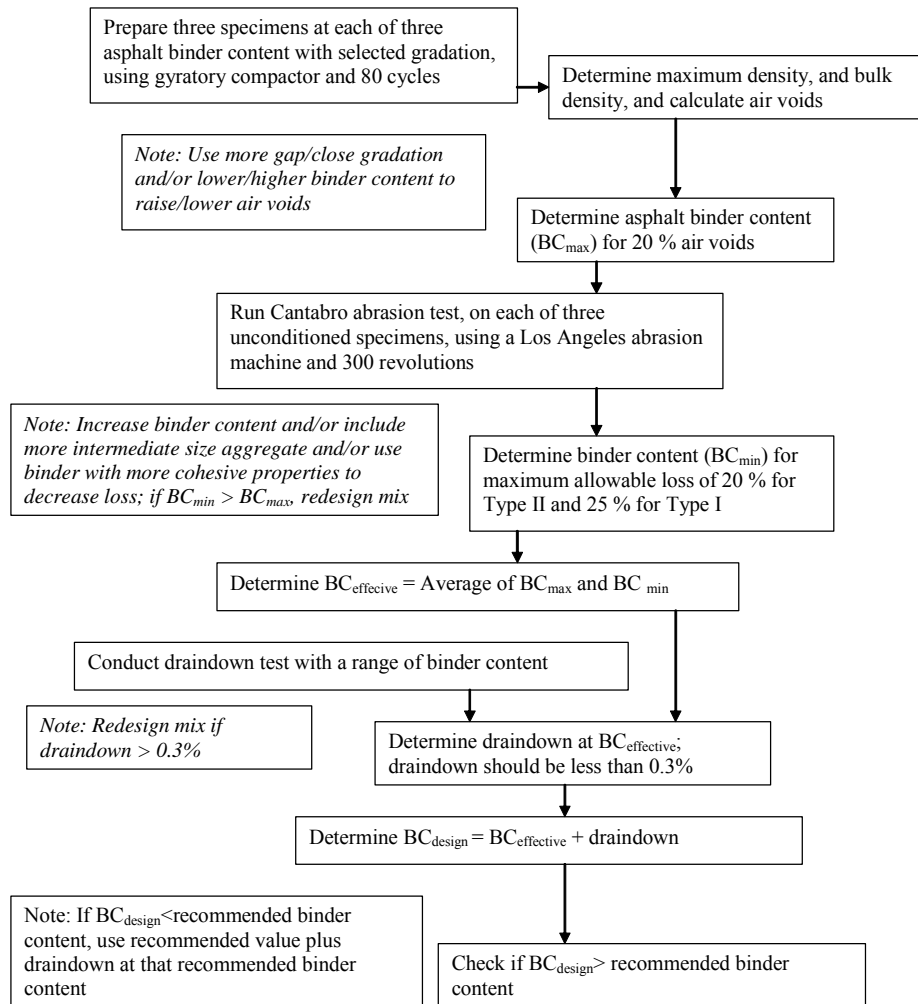 Prepare three specimens at each of three
asphalt binder content with selected gradation,
using gyratory compactor and 80 cycles
Determine maximum density, and bulk
density, and calculate air voids
Note: Use more gap/close gradation
and/or lower/higher binder content to
raise/lower air voids
Determine asphalt binder content
(BCmax) for 20 % air voids
Run Cantabro abrasion test, on each of three
unconditioned specimens, using a Los Angeles abrasion
machine and 300 revolutions
Note: Increase binder content and/or include
more intermediate size aggregate and/or use
binder with more cohesive properties to
decrease loss; if BCmin > BCmax, redesign mix
Determine binder content (BCmin) for
maximum allowable loss of 20 % for
Type II and 25 % for Type I
Determine BCeffecive = Average of BCmax and BC min
Conduct draindown test with a range of binder content
Note: Redesign mix if
draindown > 0.3%
Determine draindown at BCeffective;
draindown should be less than 0.3%
Determine BCdesign = BCeffective + draindown
Note: If BCdesign<recommended binder
content, use recommended value plus
draindown at that recommended binder
content
Check if BCdesign> recommended binder
content